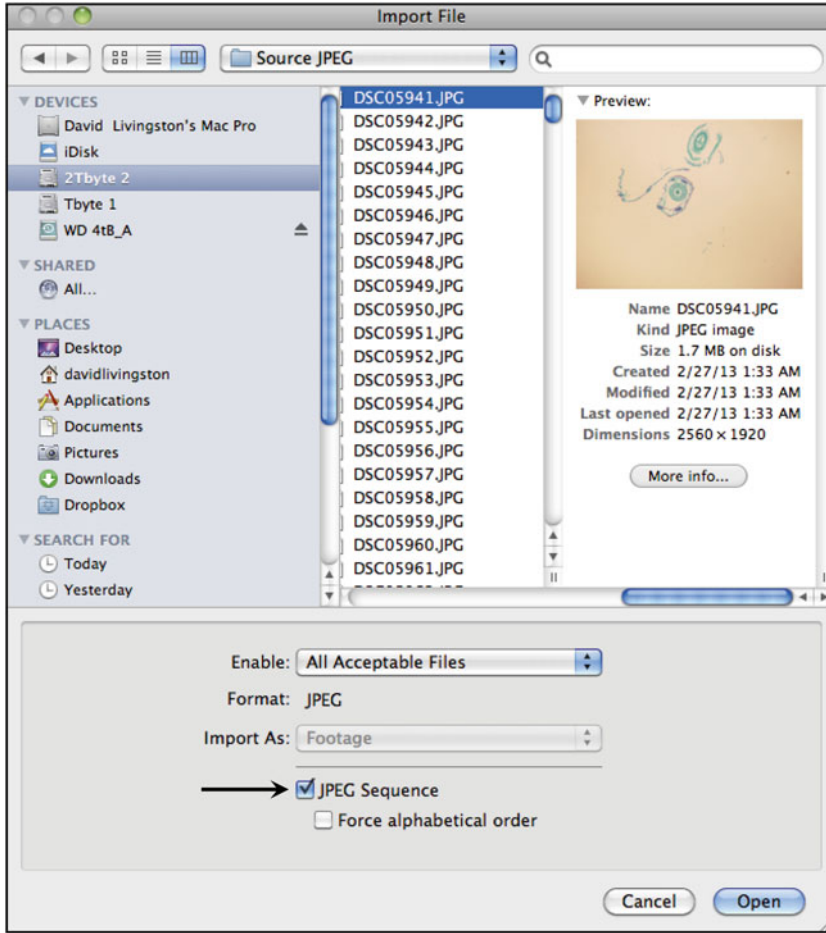 Import File
Source JPEG
DEVICES
David Livingston's Mac Pro
iDisk
2Tbyte 2
Tbyte 1
WD 4tB_A
SHARED
All...
PLACES
Desktop
davidlivingston
Applications
Documents
Pictures
Downloads
Dropbox
SEARCH FOR
Today
Yesterday
DSC05941.JPG
DSC05942.JPG
DSC05943.JPG
DSC05944.JPG
DSC05945.JPG
DSC05946.JPG
DSC05947.JPG
DSC05948.JPG
DSC05949.JPG
DSC05950.JPG
DSC05951.JPG
DSC05952.JPG
DSC05953.JPG
DSC05954.JPG
DSC05955.JPG
DSC05956.JPG
DSC05957.JPG
DSC05958.JPG
DSC05959.JPG
DSC05960.JPG
DSC05961.JPG
Preview:
Name DSC05941.JPG
Kind JPEG image
Size 1.7 MB on disk
Created 2/27/13 1:33 AM
Modified 2/27/13 1:33 AM
Last opened 2/27/13 1:33 AM
Dimensions 2560 × 1920
More info...
Enable: All Acceptable Files
Format: JPEG
Import As: Footage
JPEG Sequence
Force alphabetical order
Cancel Open